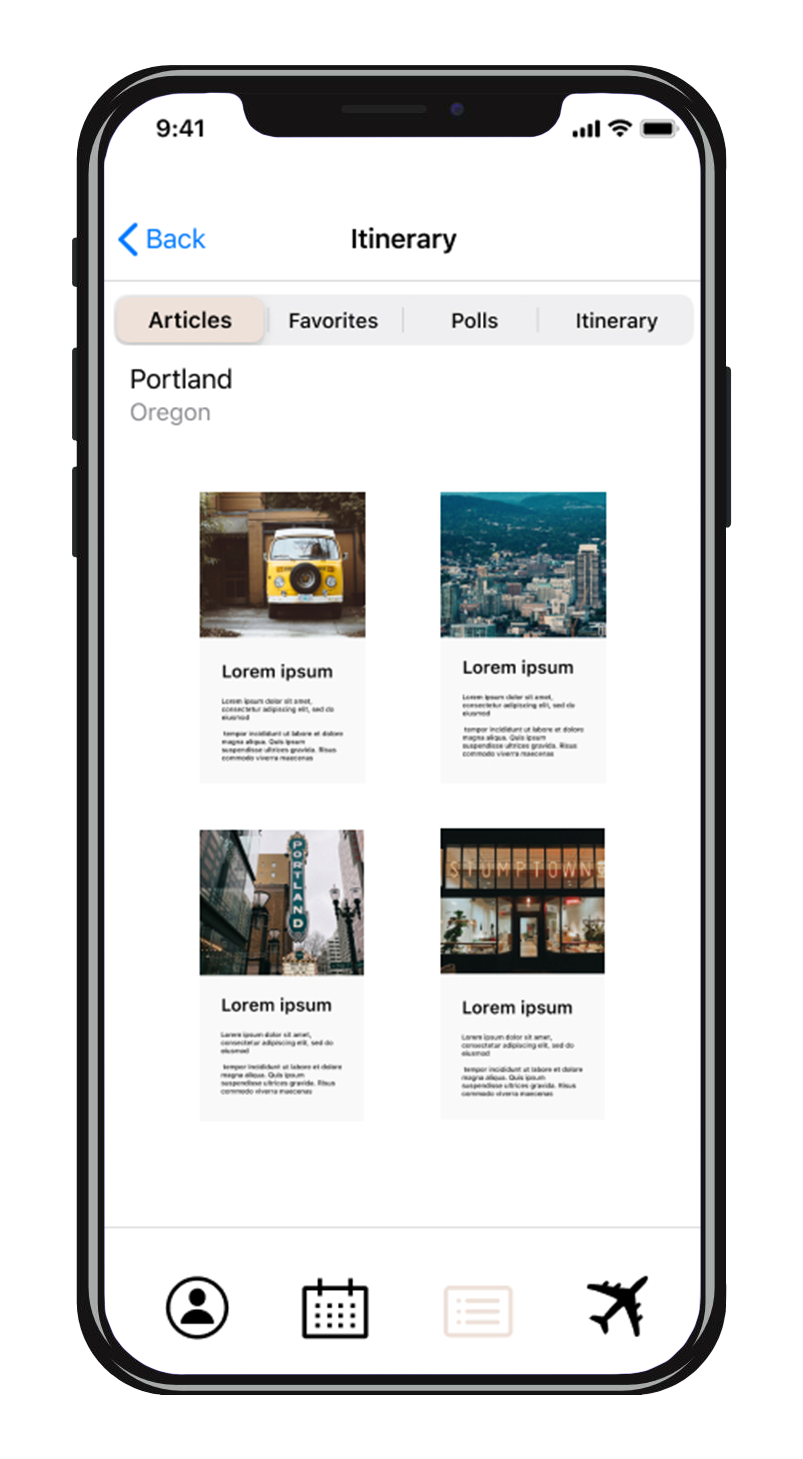 9:41
Back
Itinerary
Articles Favorites Polls Itinerary
Portland
Oregon
Lorem ipsum
Lorem ipsum dolor sit amet,
consectetur adipiscing elit, sed do
eiusmod
tempor incididunt ut labore et dolore
magna aliqua. Quis ipsum
suspendisse ultrices gravida. Risus
commodo viverra maecenas
Lorem ipsum
Lorem ipsum dolor sit amet,
consectetur adipiscing elit, sed do
eiusmod
tempor incididunt ut labore et dolore
magna aliqua. Quis ipsum
suspendisse ultrices gravida. Risus
commodo viverra maecenas
PORTLAND
Lorem ipsum
Lorem ipsum dolor sit amet,
consectetur adipiscing elit, sed do
eiusmod
tempor incididunt ut labore et dolore
magna aliqua. Quis ipsum
suspendisse ultrices gravida. Risus
commodo viverra maecenas
STUMPTOWN
Lorem ipsum
Lorem ipsum dolor sit amet,
consectetur adipiscing elit, sed do
eiusmod
tempor incididunt ut labore et dolore
magna aliqua. Quis ipsum
suspendisse ultrices gravida. Risus
commodo viverra maecenas